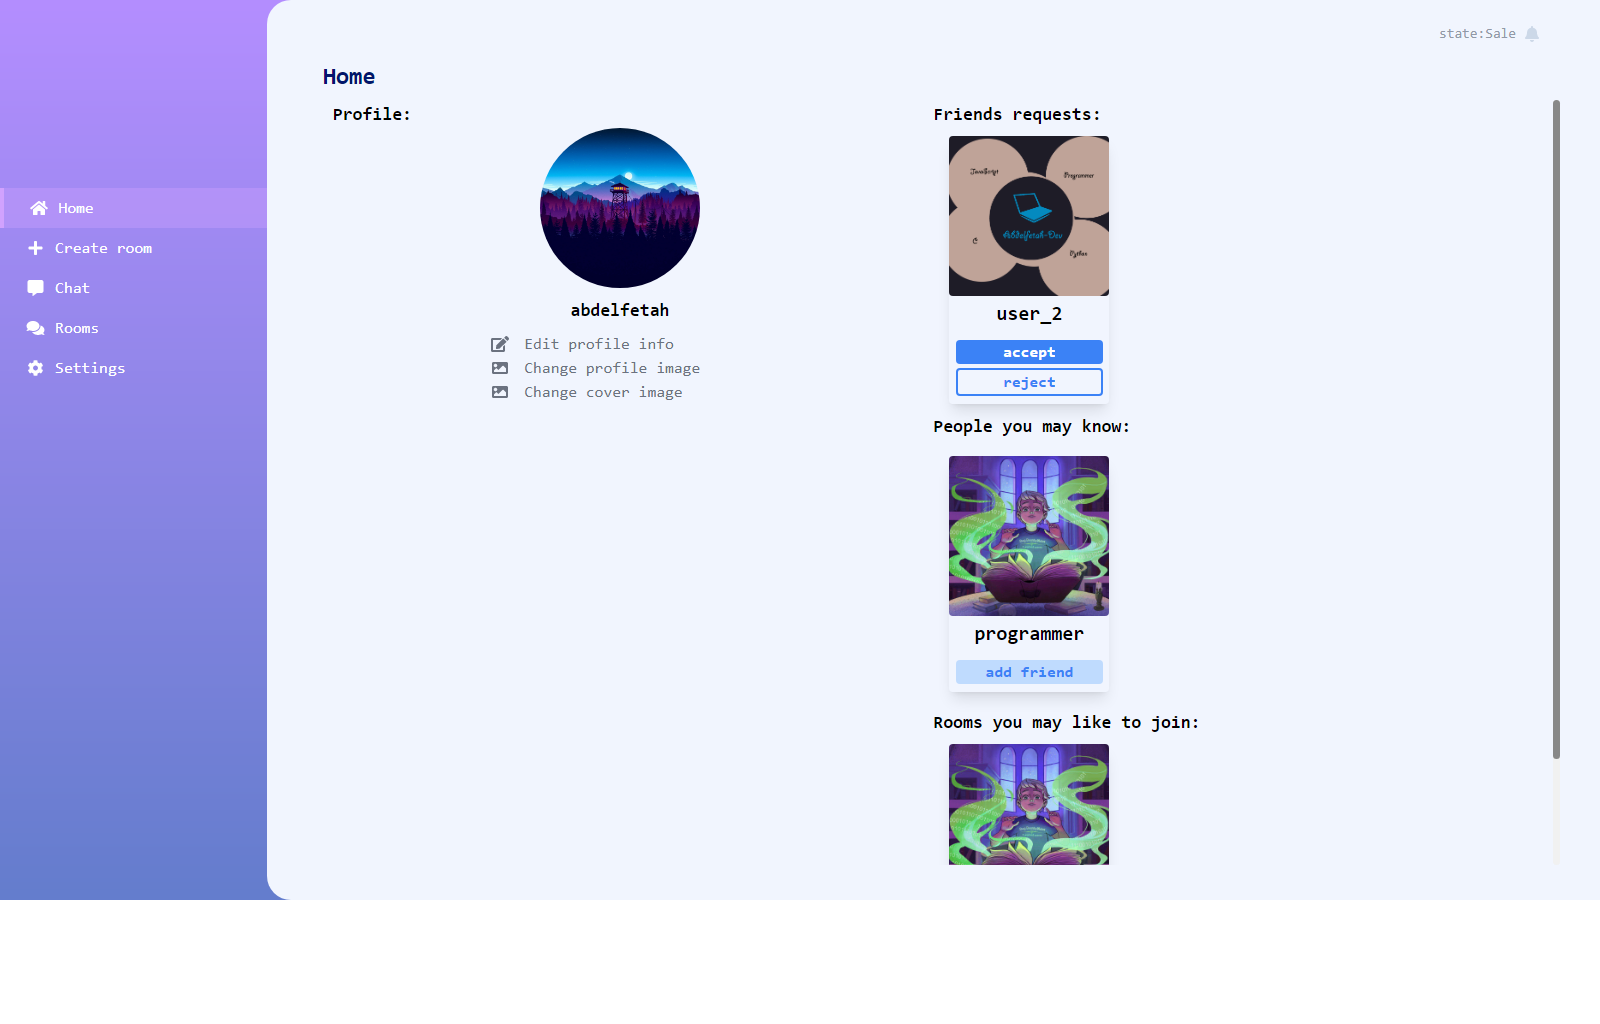 state:Sale
Home
Home
Create room
Chat
Rooms
Settings
Profile:
abdelfetah
Edit profile info
Change profile image
Change cover image
Friends requests:
JavaScript
Programmer
Abdelfetah-Dev
C
Python
user_2
accept
reject
People you may know:
programmer
add friend
Rooms you may like to join: